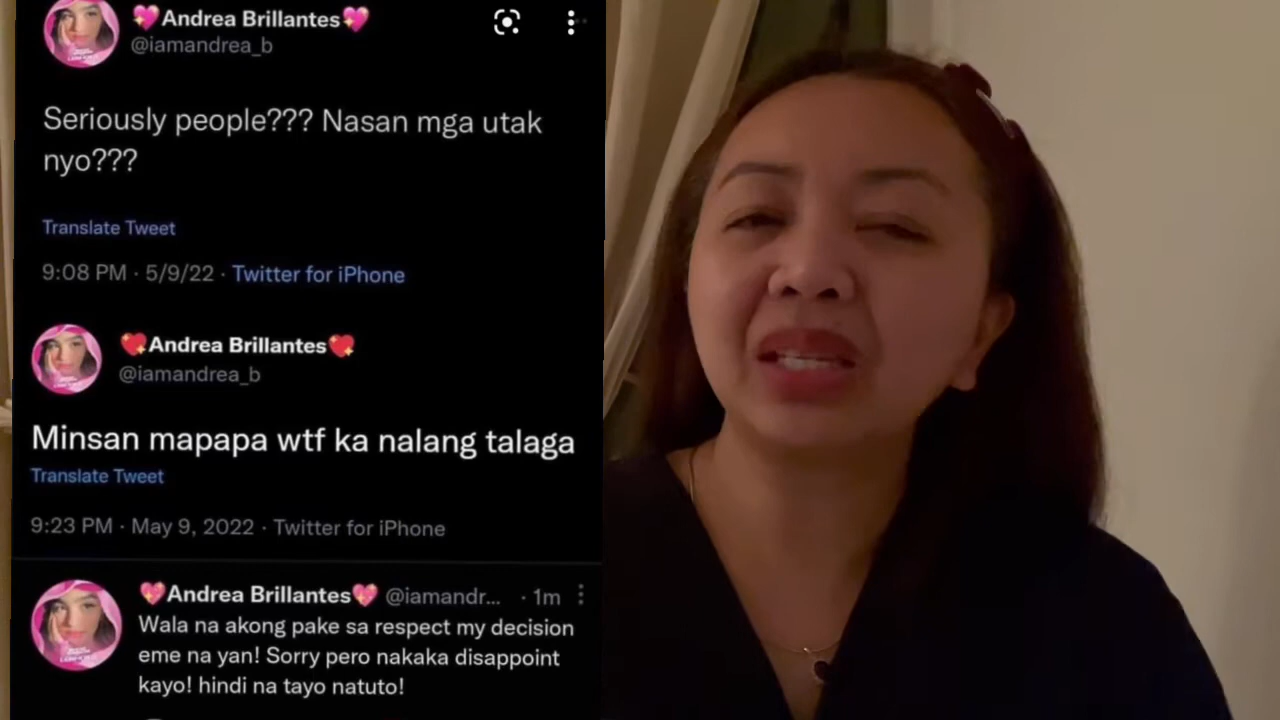 💖Andrea Brillantes💖
@iamandrea_b
Seriously people??? Nasan mga utak
nyo???
Translate Tweet
9:08 PM · 5/9/22 · Twitter for iPhone
💖Andrea Brillantes💖
@iamandrea_b
Minsan mapapa wtf ka nalang talaga
Translate Tweet
9:23 PM · May 9, 2022 · Twitter for iPhone
💖Andrea Brillantes💖 @iamandr... · 1m
Wala na akong pake sa respect my decision
eme na yan! Sorry pero nakaka disappoint
kayo! hindi na tayo natuto!